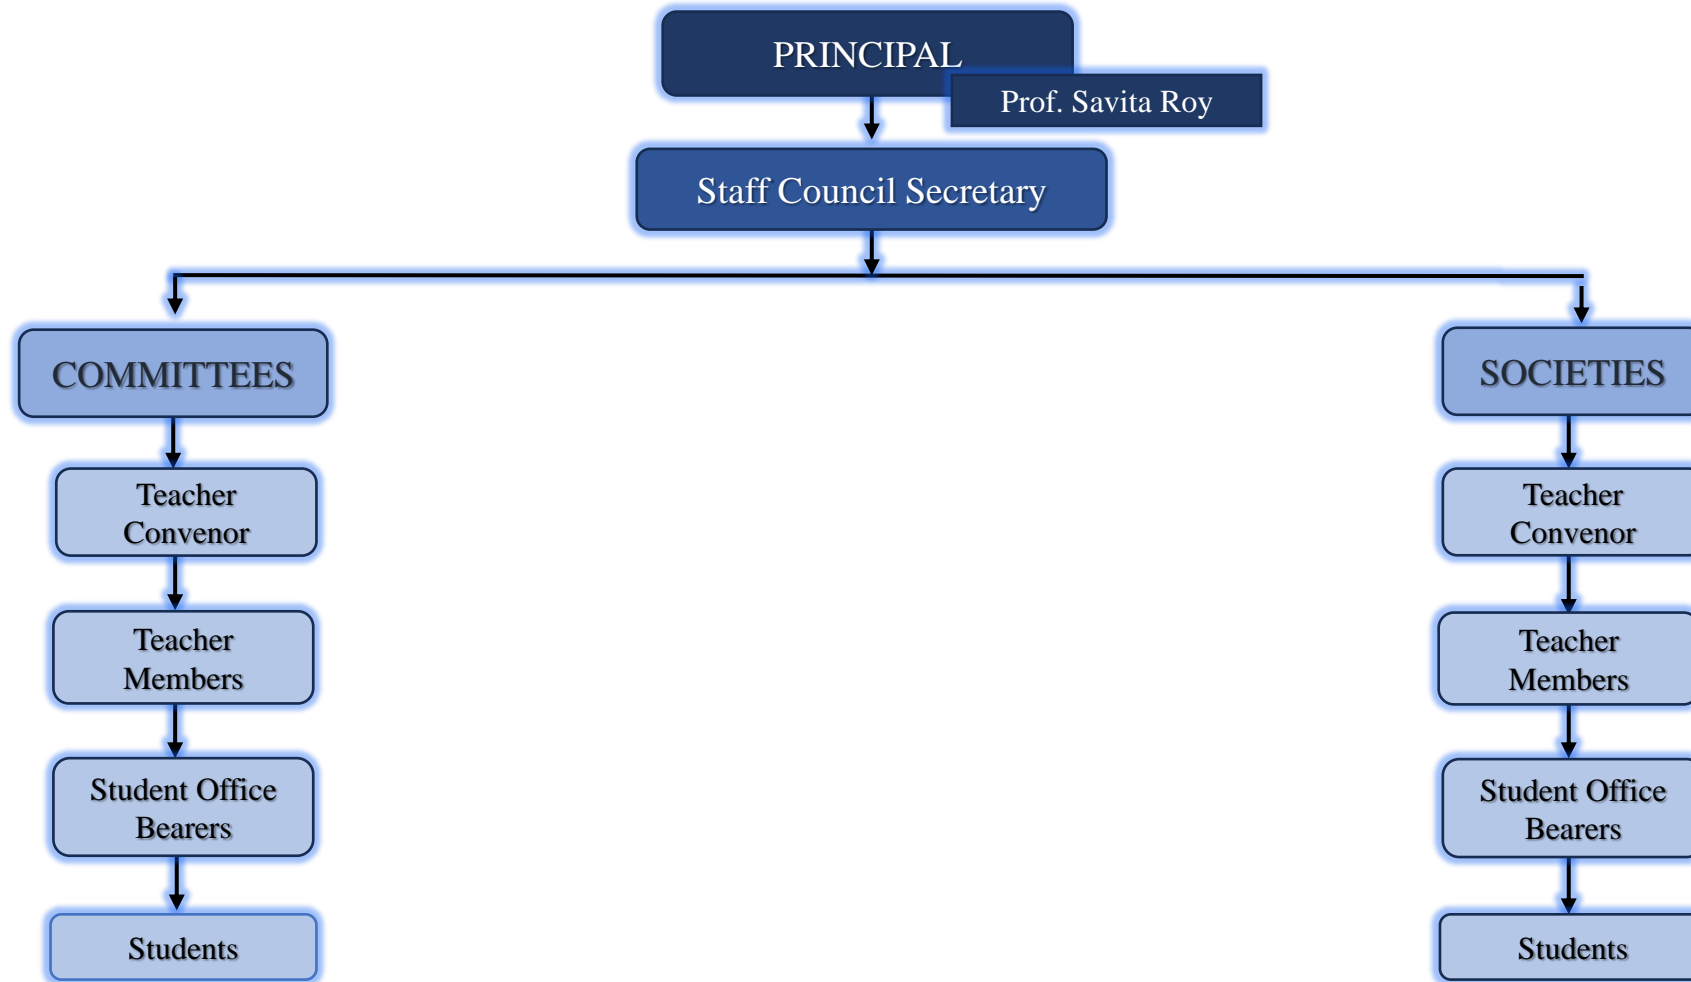 PRINCIPAL
Prof. Savita Roy
Staff Council Secretary
COMMITTEES
Teacher
Convenor
Teacher
Members
Student Office
Bearers
Students
SOCIETIES
Teacher
Convenor
Teacher
Members
Student Office
Bearers
Students